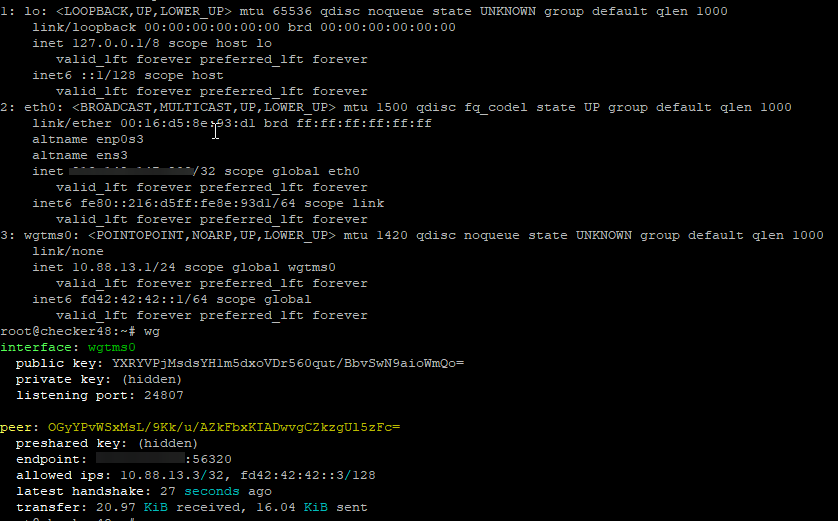 1: lo: <LOOPBACK,UP,LOWER_UP> mtu 65536 qdisc noqueue state UNKNOWN group default qlen 1000
link/loopback 00:00:00:00:00:00 brd 00:00:00:00:00:00
inet 127.0.0.1/8 scope host lo
valid_lft forever preferred_lft forever
inet6 ::1/128 scope host
valid_lft forever preferred_lft forever
2: eth0: <BROADCAST,MULTICAST,UP,LOWER_UP> mtu 1500 qdisc fq_codel state UP group default qlen 1000
link/ether 00:16:d5:8e:93:d1 brd ff:ff:ff:ff:ff:ff
altname enp0s3
altname ens3
inet /32 scope global eth0
valid_lft forever preferred_lft forever
inet6 fe80::216:d5ff:fe8e:93d1/64 scope link
valid_lft forever preferred_lft forever
3: wgtms0: <POINTOPOINT,NOARP,UP,LOWER_UP> mtu 1420 qdisc noqueue state UNKNOWN group default qlen 1000
link/none
inet 10.88.13.1/24 scope global wgtms0
valid_lft forever preferred_lft forever
inet6 fd42:42:42::1/64 scope global
valid_lft forever preferred_lft forever
root@checker48:~# wg
interface: wgtms0
public key: YXRYVPjMsdsYH1m5dxoVDr560qut/BbvSwN9aioWmQo=
private key: (hidden)
listening port: 24807
peer: OGyYPvWSxMsL/9Kk/u/AZkFbxKIADwvgCZkzgUl5zFc=
preshared key: (hidden)
endpoint: :56320
allowed ips: 10.88.13.3/32, fd42:42:42::3/128
latest handshake: 27 seconds ago
transfer: 20.97 KiB received, 16.04 KiB sent